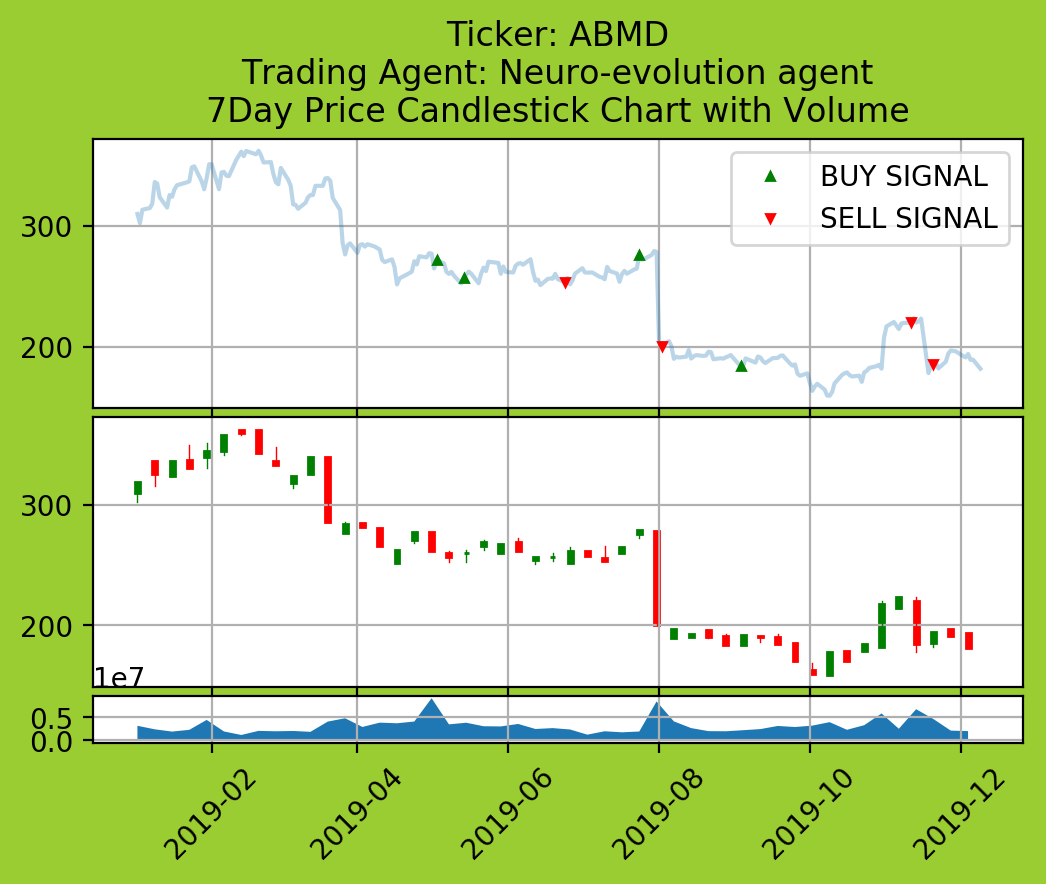 Ticker: ABMD
Trading Agent: Neuro-evolution agent
7Day Price Candlestick Chart with Volume
BUY SIGNAL
SELL SIGNAL
300
200
300
200
1e7
0.5
0.0
2019-02
2019-04
2019-06
2019-08
2019-10
2019-12